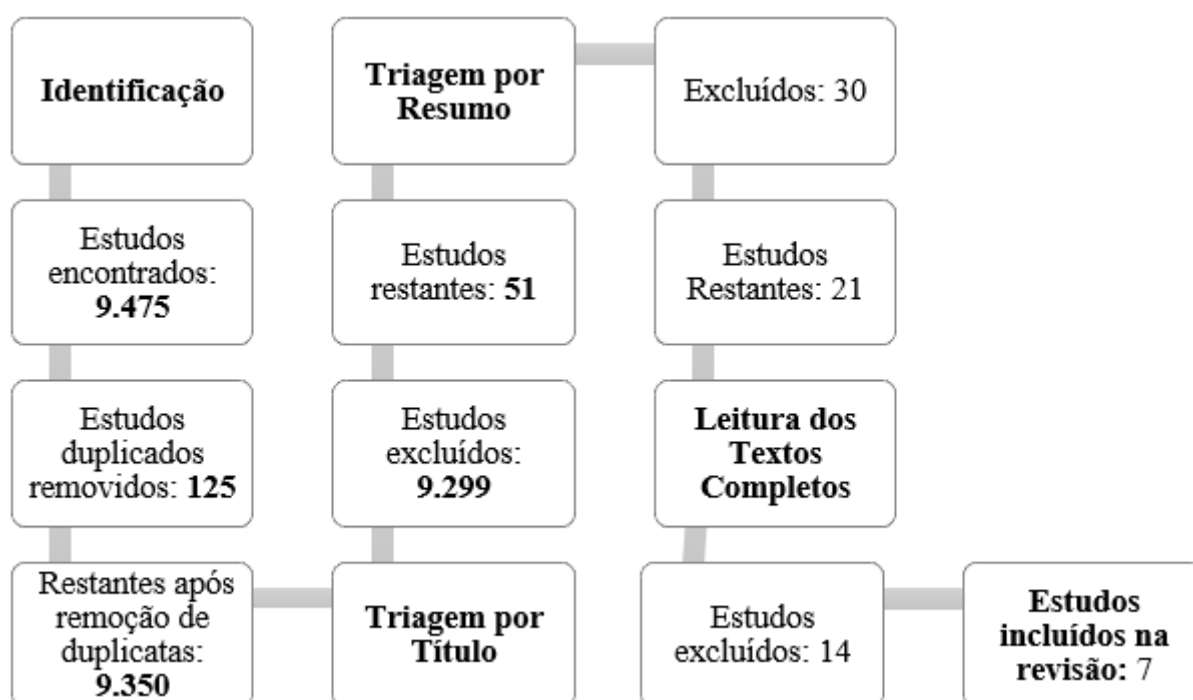 Identificação
Estudos
encontrados:
9.475
Estudos
duplicados
removidos: 125
Restantes após
remoção de
duplicatas:
9.350
Triagem por
Título
Estudos
excluídos:
9.299
Estudos
restantes: 51
Triagem por
Resumo
Excluídos: 30
Estudos
Restantes: 21
Leitura dos
Textos
Completos
Estudos
excluídos: 14
Estudos
incluídos na
revisão: 7